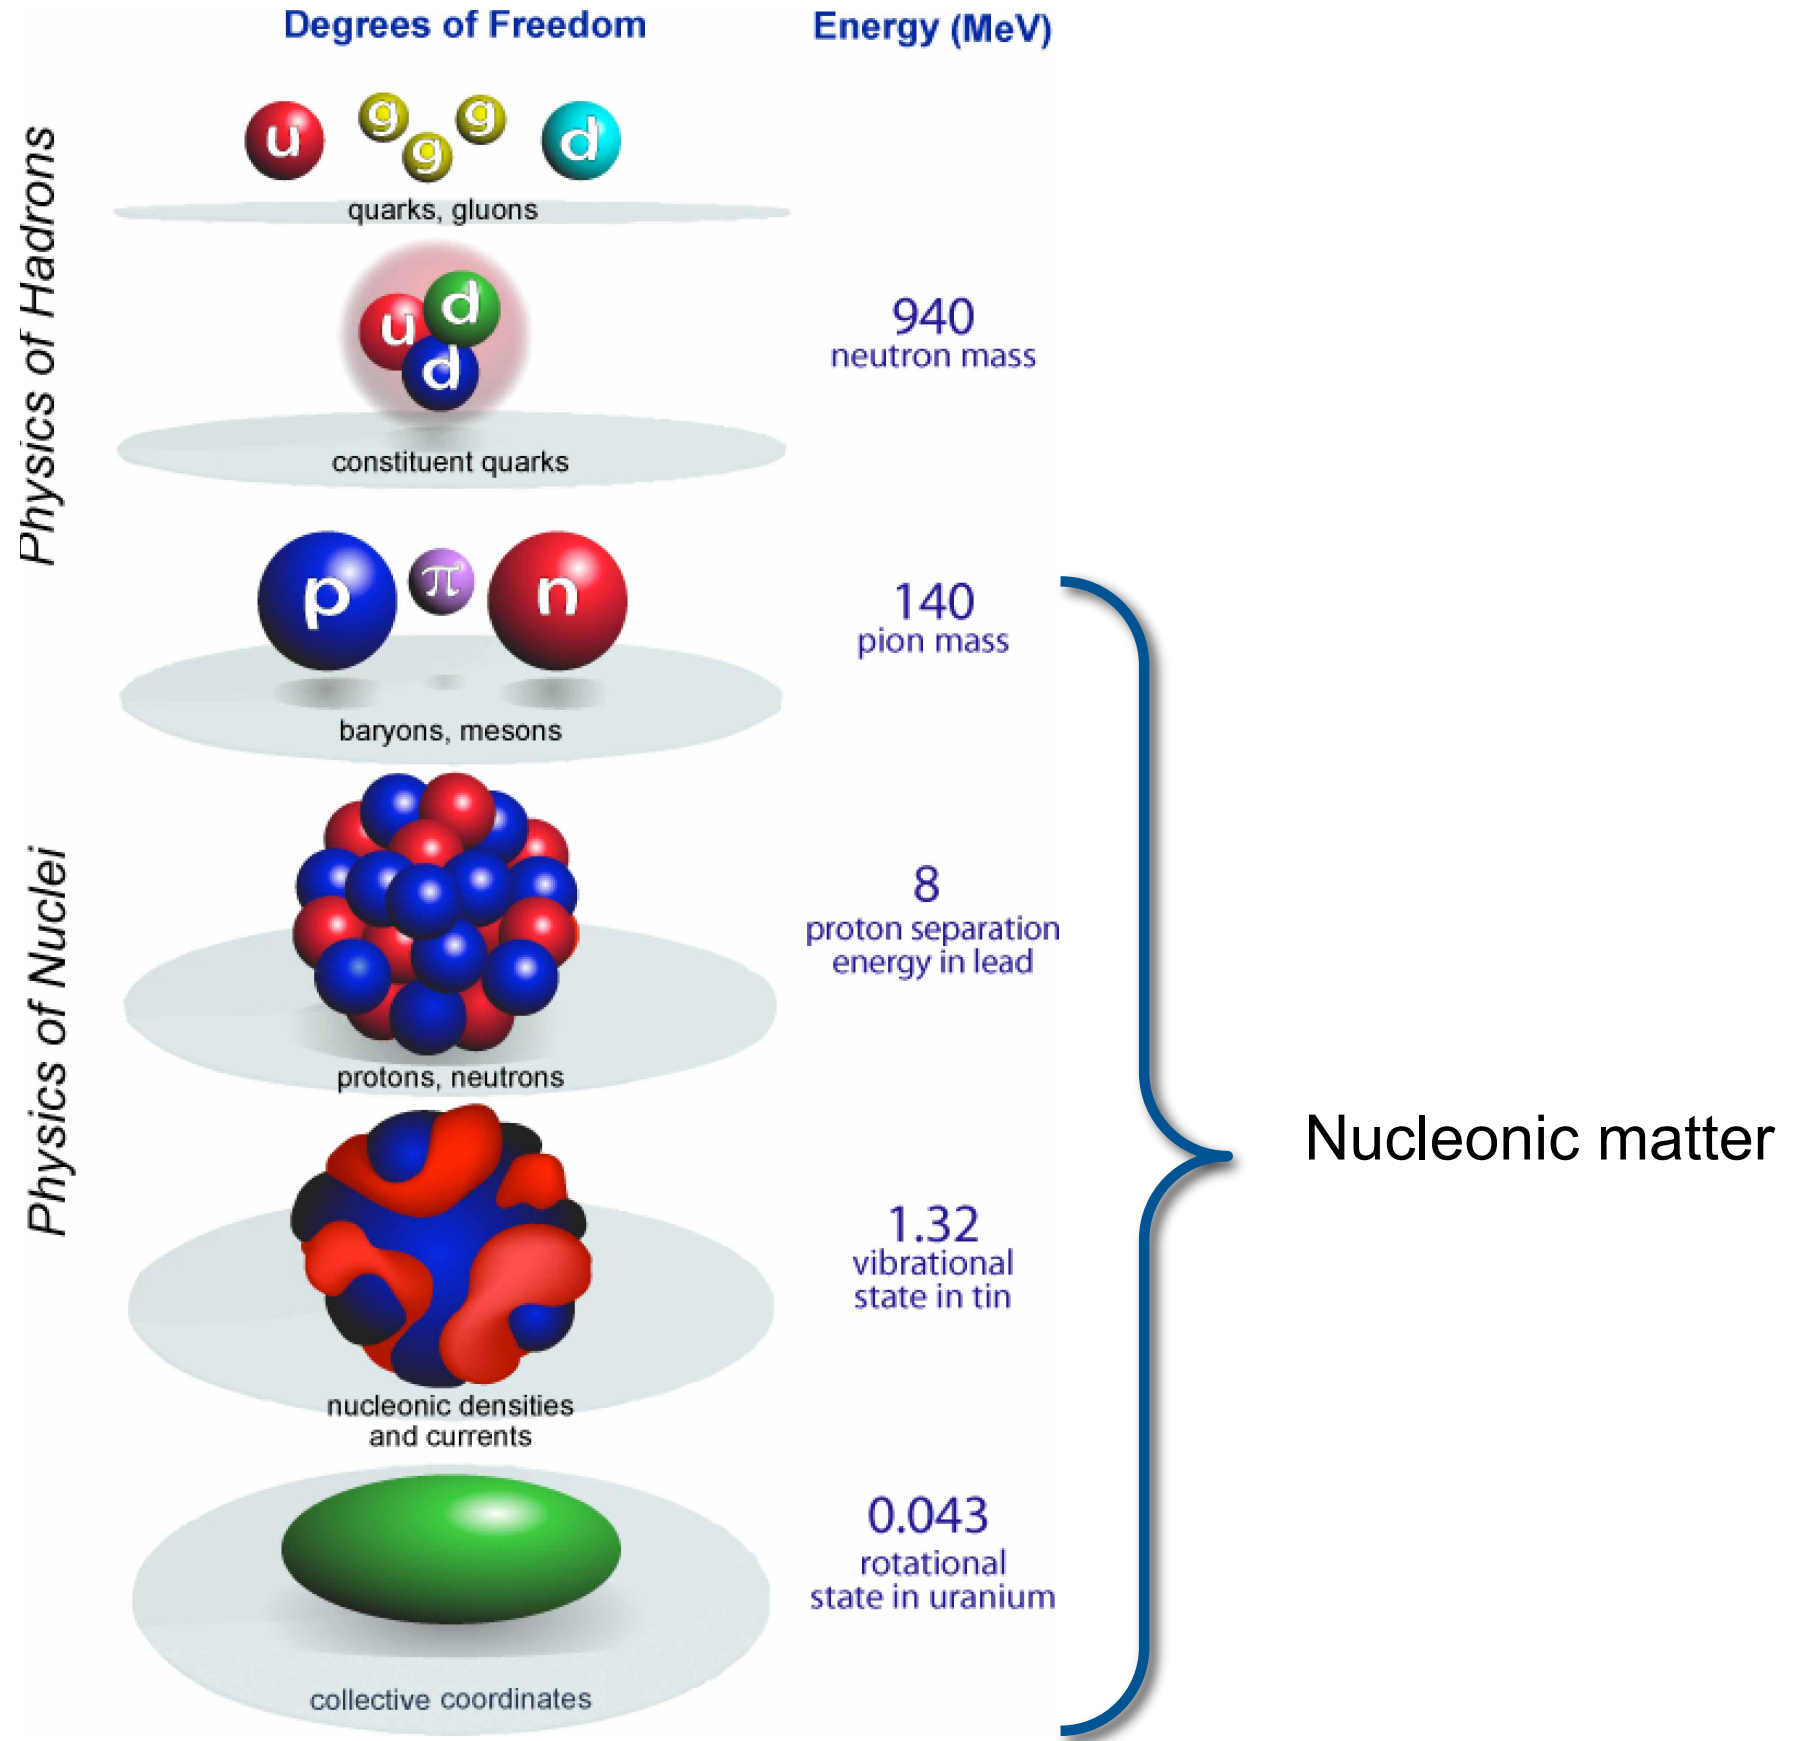 Degrees of Freedom
Energy (MeV)
Physics of Hadrons
u
g
g
g
d
quarks, gluons
u
d
d
constituent quarks
940
neutron mass
p
π
n
baryons, mesons
140
pion mass
Physics of Nuclei
protons, neutrons
8
proton separation
energy in lead
Nucleonic matter
nucleonic densities
and currents
1.32
vibrational
state in tin
collective coordinates
0.043
rotational
state in uranium